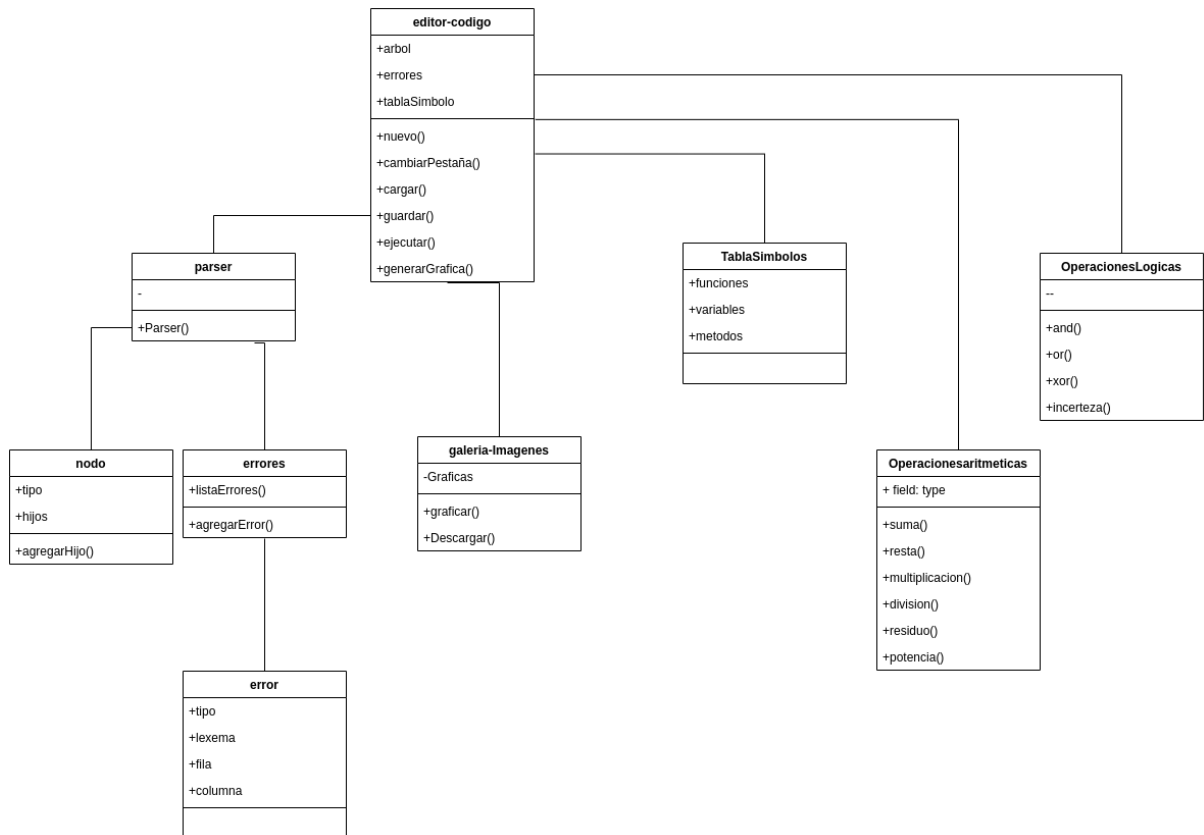 editor-codigo
+arbol
+errores
+tablaSimbolo
+nuevo()
+cambiarPestaña()
+cargar()
+guardar()
+ejecutar()
+generarGrafica()
parser
-
+Parser()
TablaSimbolos
+funciones
+variables
+metodos
OperacionesLogicas
--
+and()
+or()
+xor()
+incerteza()
nodo
+tipo
+hijos
+agregarHijo()
errores
+listaErrores()
+agregarError()
galeria-Imagenes
-Graficas
+graficar()
+Descargar()
Operacionesaritmeticas
+ field: type
+suma()
+resta()
+multiplicacion()
+division()
+residuo()
+potencia()
error
+tipo
+lexema
+fila
+columna